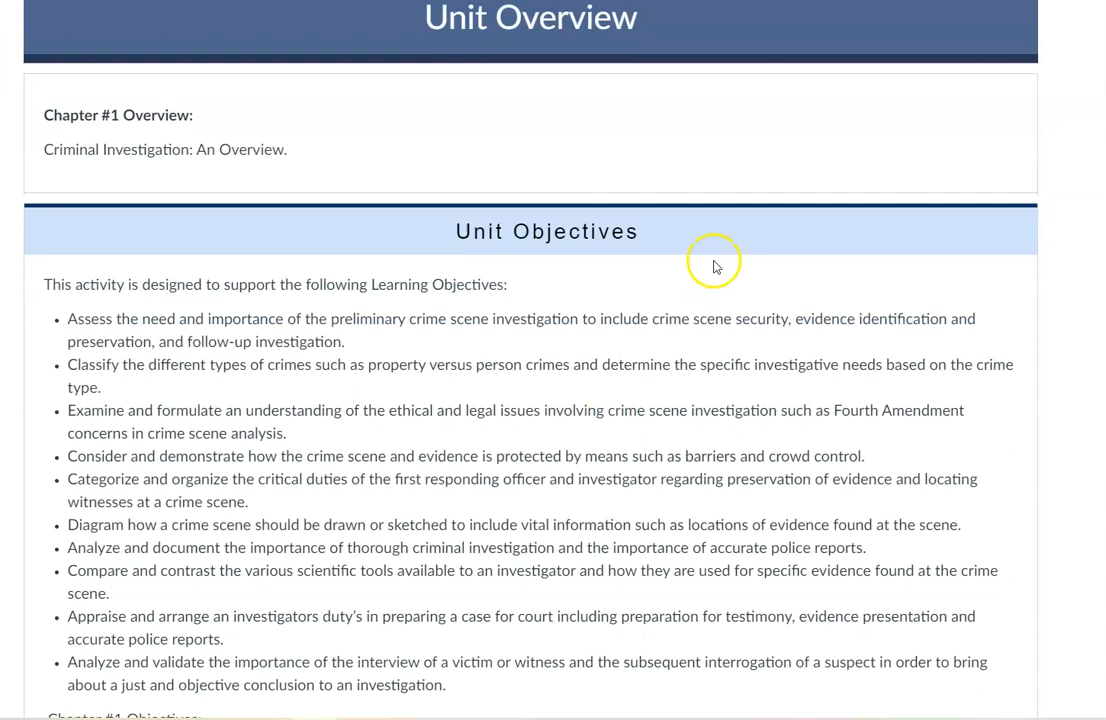 Unit Overview
Chapter #1 Overview:
Criminal Investigation: An Overview.
Unit Objectives
This activity is designed to support the following Learning Objectives:
• Assess the need and importance of the preliminary crime scene investigation to include crime scene security, evidence identification and
preservation, and follow-up investigation.
• Classify the different types of crimes such as property versus person crimes and determine the specific investigative needs based on the crime
type.
• Examine and formulate an understanding of the ethical and legal issues involving crime scene investigation such as Fourth Amendment
concerns in crime scene analysis.
• Consider and demonstrate how the crime scene and evidence is protected by means such as barriers and crowd control.
• Categorize and organize the critical duties of the first responding officer and investigator regarding preservation of evidence and locating
witnesses at a crime scene.
• Diagram how a crime scene should be drawn or sketched to include vital information such as locations of evidence found at the scene.
• Analyze and document the importance of thorough criminal investigation and the importance of accurate police reports.
• Compare and contrast the various scientific tools available to an investigator and how they are used for specific evidence found at the crime
scene.
• Appraise and arrange an investigators duty's in preparing a case for court including preparation for testimony, evidence presentation and
accurate police reports.
• Analyze and validate the importance of the interview of a victim or witness and the subsequent interrogation of a suspect in order to bring
about a just and objective conclusion to an investigation.
Chapter #1 Objectives: